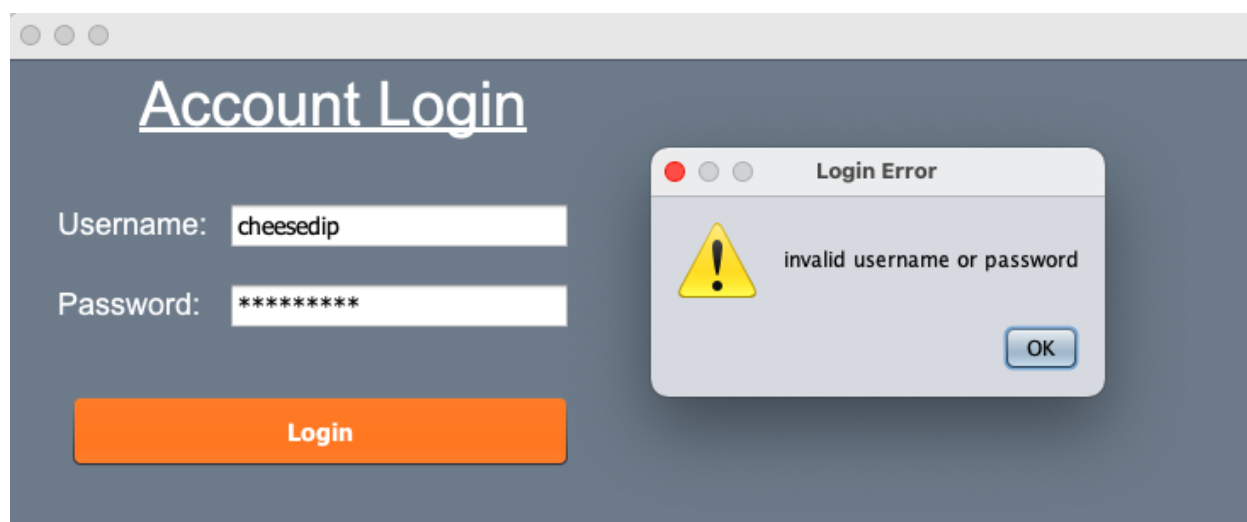 Account Login
Username: cheesedip
Password: *********
Login
Login Error
invalid username or password
OK